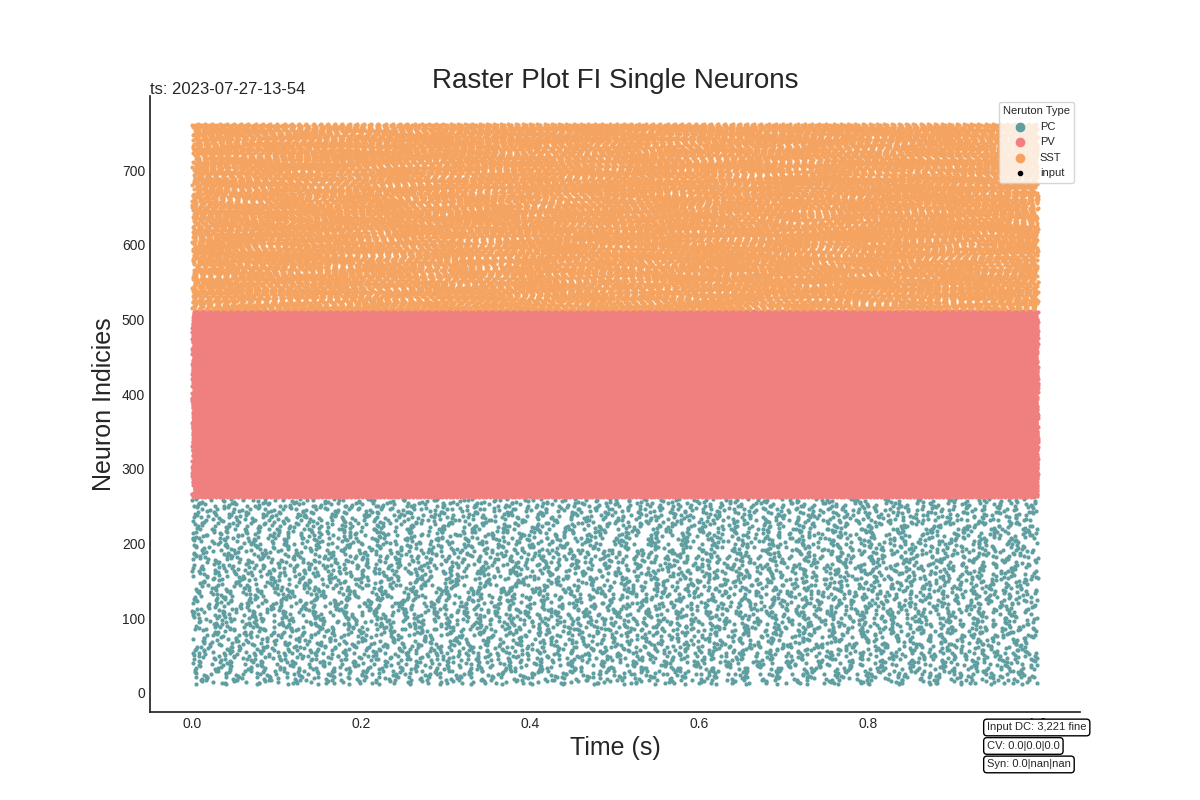 Raster Plot FI Single Neurons
ts: 2023-07-27-13-54
Neruton Type
PC
PV
SST
input
Neuron Indicies
700
600
500
400
300
200
100
0
0.0 0.2 0.4 0.6 0.8
Time (s)
Input DC: 3,221 fine
CV: 0.0|0.0|0.0
Syn: 0.0|nan|nan